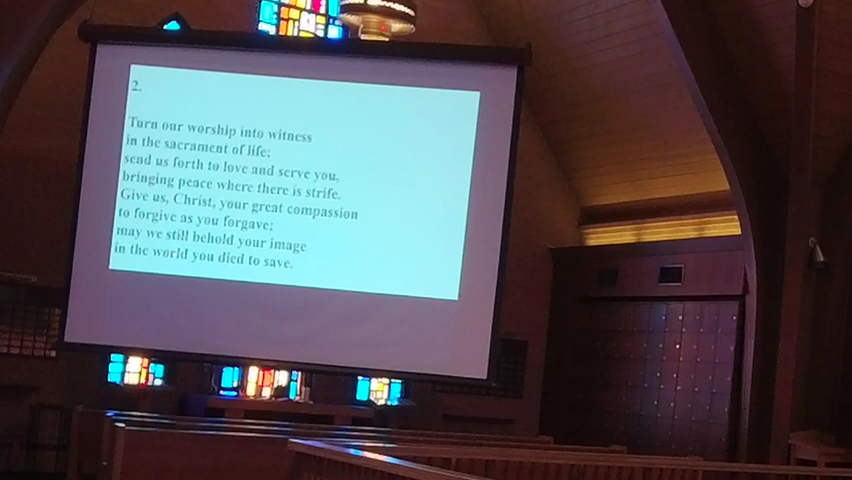 2.
Turn our worship into witness
in the sacrament of life;
send us forth to love and serve you,
bringing peace where there is strife.
Give us, Christ, your great compassion
to forgive as you forgave;
may we still behold your image
in the world you died to save.